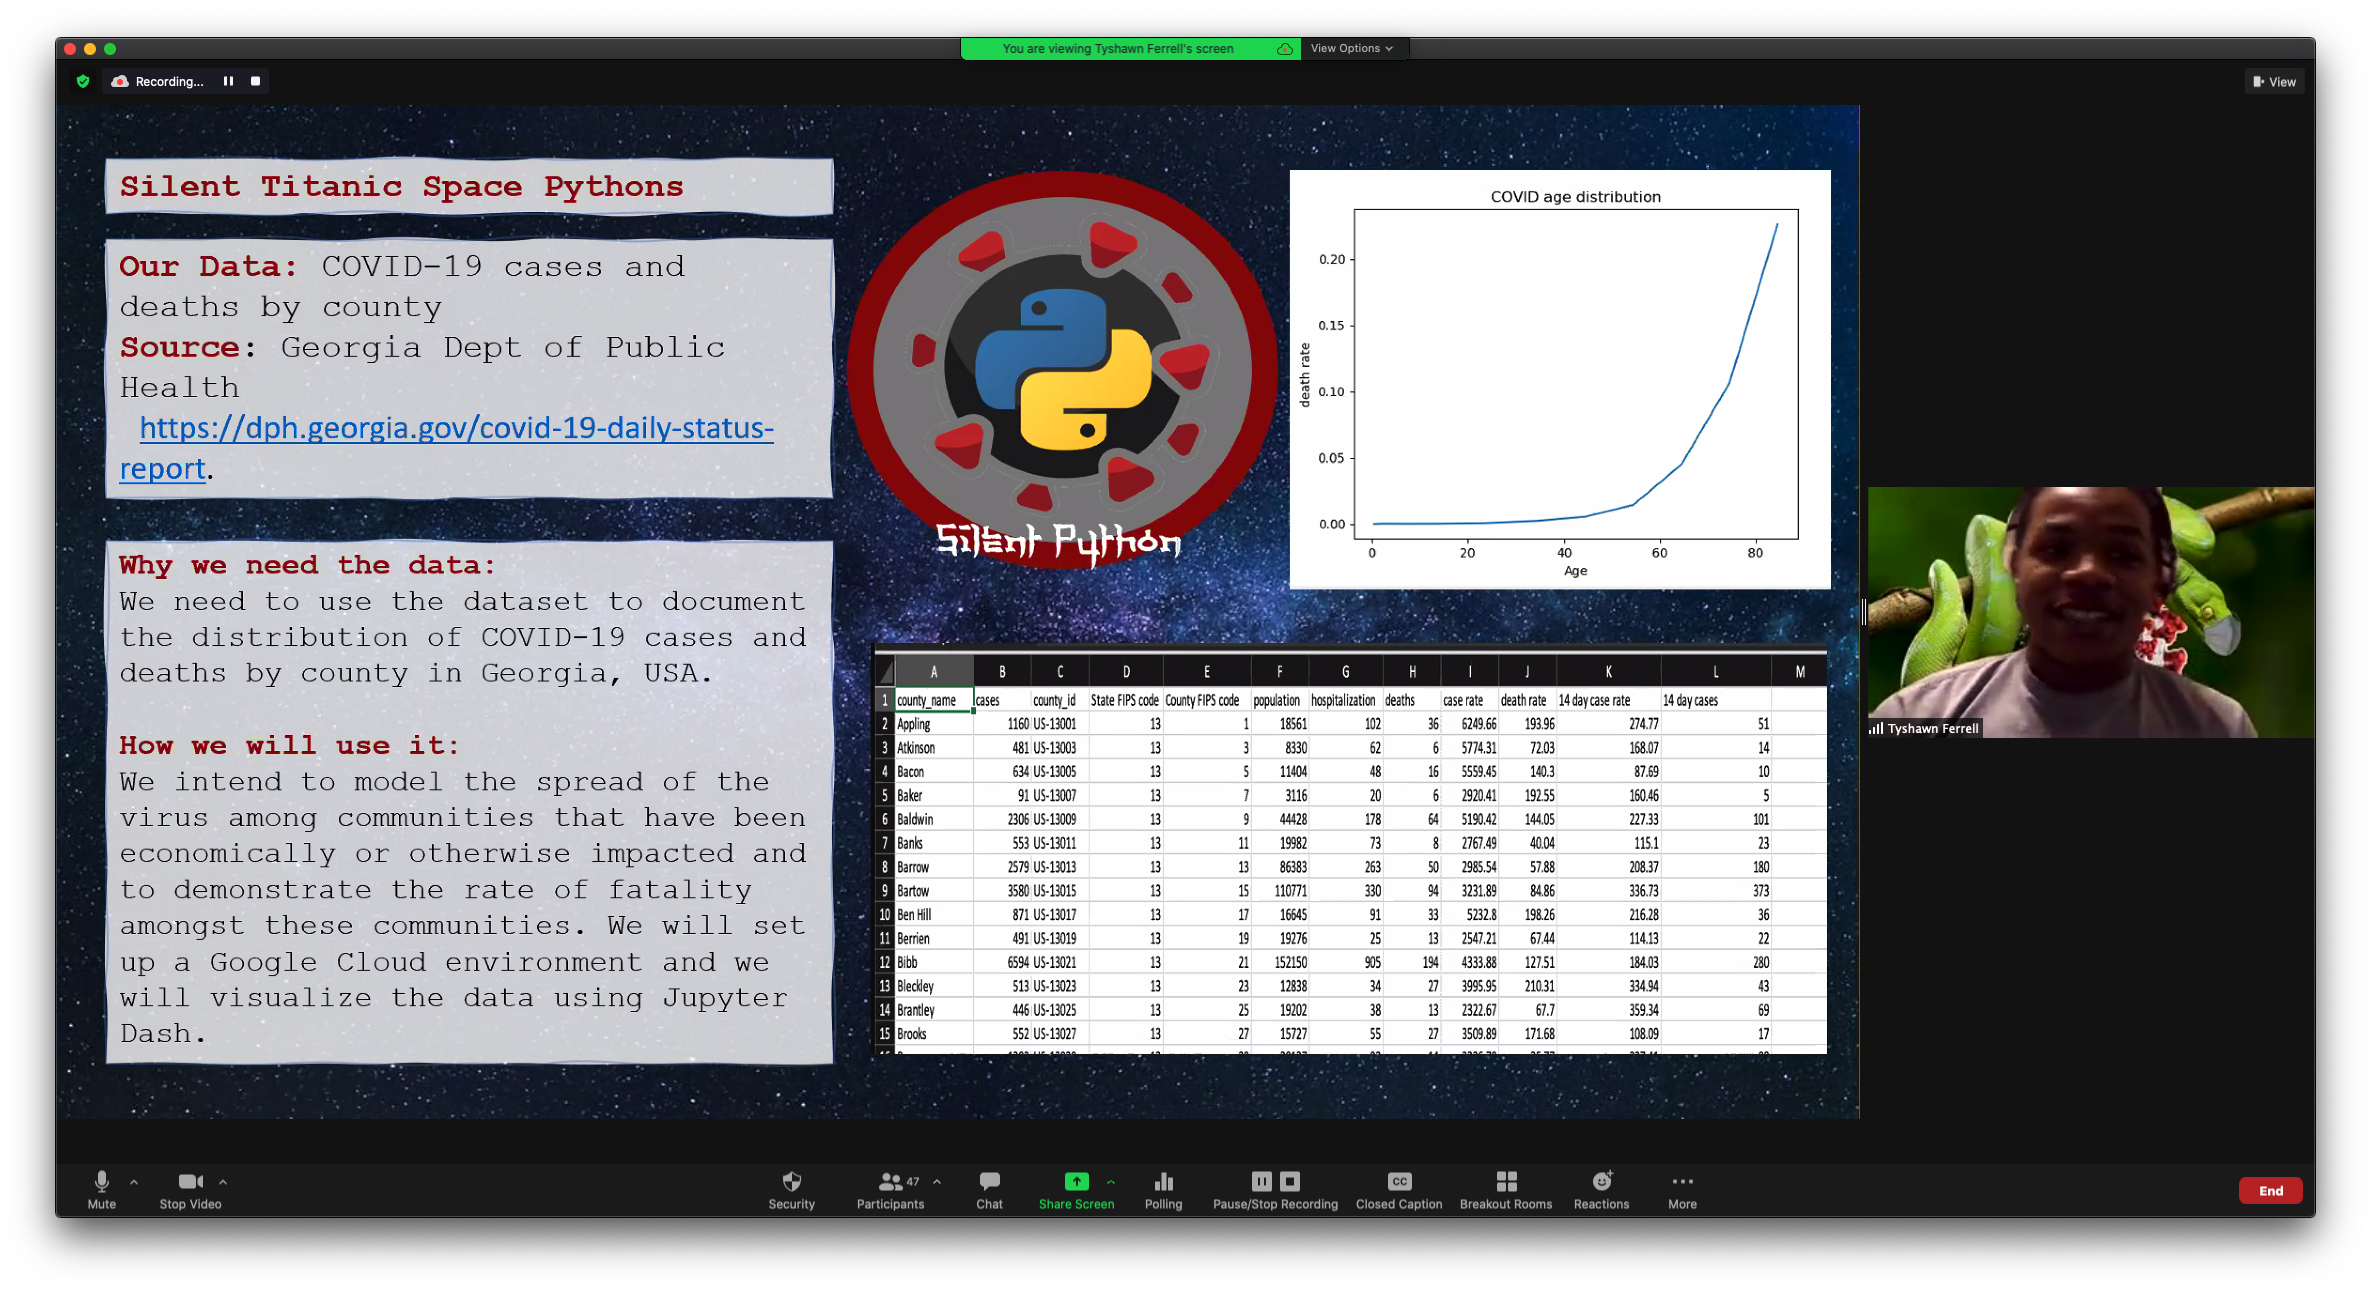 You are viewing Tyshawn Ferrell's screen
View Options
Recording...
View
Silent Titanic Space Pythons
Our Data: COVID-19 cases and
deaths by county
Source: Georgia Dept of Public
Health
https://dph.georgia.gov/covid-19-daily-status-
report.
Why we need the data:
We need to use the dataset to document
the distribution of COVID-19 cases and
deaths by county in Georgia, USA.
How we will use it:
We intend to model the spread of the
virus among communities that have been
economically or otherwise impacted and
to demonstrate the rate of fatality
amongst these communities. We will set
up a Google Cloud environment and we
will visualize the data using Jupyter
Dash.
Silent Python
COVID age distribution
death rate
0.20
0.15
0.10
0.05
0.00
0 20 40 60 80
Age
A B C D E F G H I J K L M
1 county_name cases county_id State FIPS code County FIPS code population hospitalization deaths case rate death rate 14 day case rate 14 day cases
2 Appling 1160 US-13001 13 1 18561 102 36 6249.66 193.96 274.77 51
3 Atkinson 481 US-13003 13 3 8330 62 6 5774.31 72.03 168.07 14
4 Bacon 634 US-13005 13 5 11404 48 16 5559.45 140.3 87.69 10
5 Baker 91 US-13007 13 7 3116 20 6 2920.41 192.55 160.46 5
6 Baldwin 2306 US-13009 13 9 44428 178 64 5190.42 144.05 227.33 101
7 Banks 553 US-13011 13 11 19982 73 8 2767.49 40.04 115.1 23
8 Barrow 2579 US-13013 13 13 86383 263 50 2985.54 57.88 208.37 180
9 Bartow 3580 US-13015 13 15 110771 330 94 3231.89 84.86 336.73 373
10 Ben Hill 871 US-13017 13 17 16645 91 33 5232.8 198.26 216.28 36
11 Berrien 491 US-13019 13 19 19276 25 13 2547.21 67.44 114.13 22
12 Bibb 6594 US-13021 13 21 152150 905 194 4333.88 127.51 184.03 280
13 Bleckley 513 US-13023 13 23 12838 34 27 3995.95 210.31 334.94 43
14 Brantley 446 US-13025 13 25 19202 38 13 2322.67 67.7 359.34 69
15 Brooks 552 US-13027 13 27 15727 55 27 3509.89 171.68 108.09 17
Tyshawn Ferrell
Mute
Stop Video
Security
Participants 47
Chat
Share Screen
Polling
Pause/Stop Recording
CC
Closed Caption
Breakout Rooms
Reactions
More
End